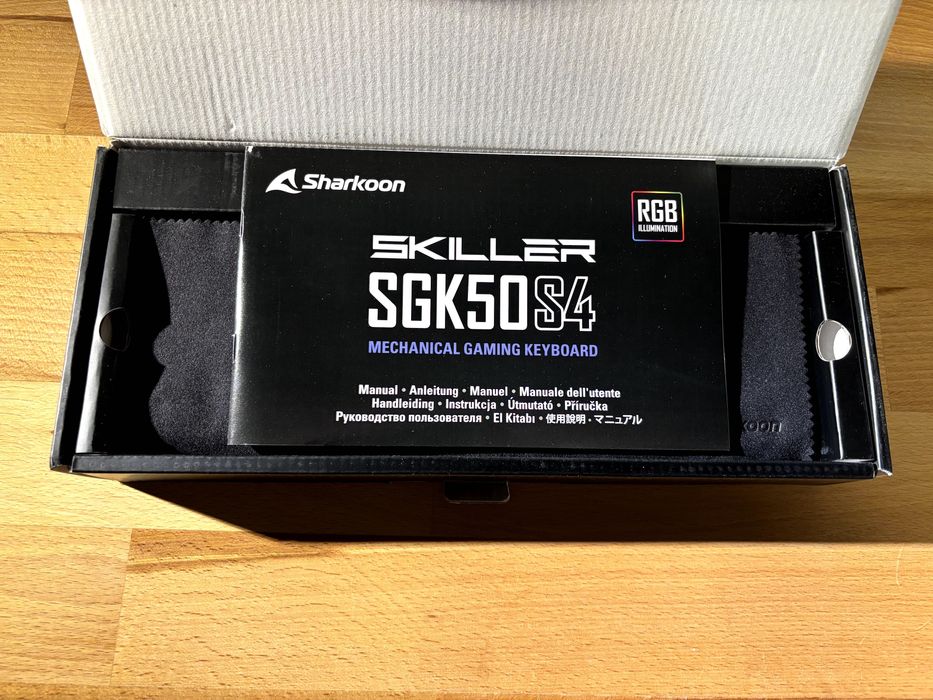 Sharkoon
RGB
ILLUMINATION
SKILLER
SGK50 S4
MECHANICAL GAMING KEYBOARD
Manual • Anleitung • Manuel • Manuale dell'utente
Handleiding • Instrukcja • Útmutató • Příručka
Руководство пользователя • El Kitabı • 使用說明 • マニュアル
koon